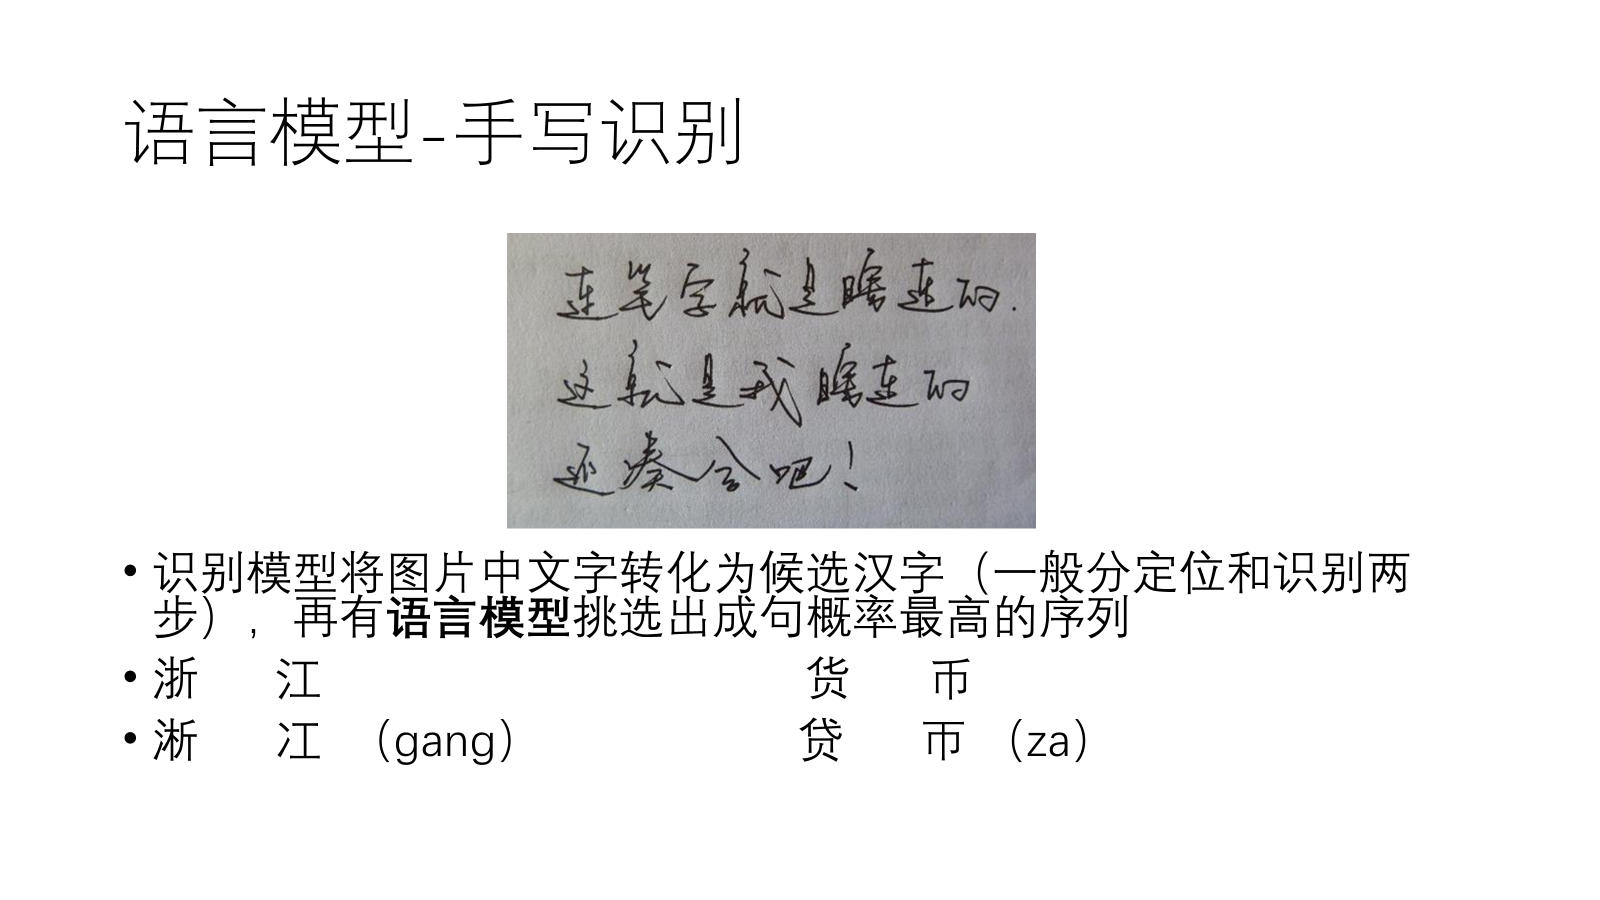 语言模型-手写识别
连笔字就是瞎连的.
这就是我瞎连的
还凑合吧！
• 识别模型将图片中文字转化为候选汉字（一般分定位和识别两
步），再有语言模型挑选出成句概率最高的序列
• 浙 江 货 币
• 淅 冮 （gang） 贷 帀 （za）